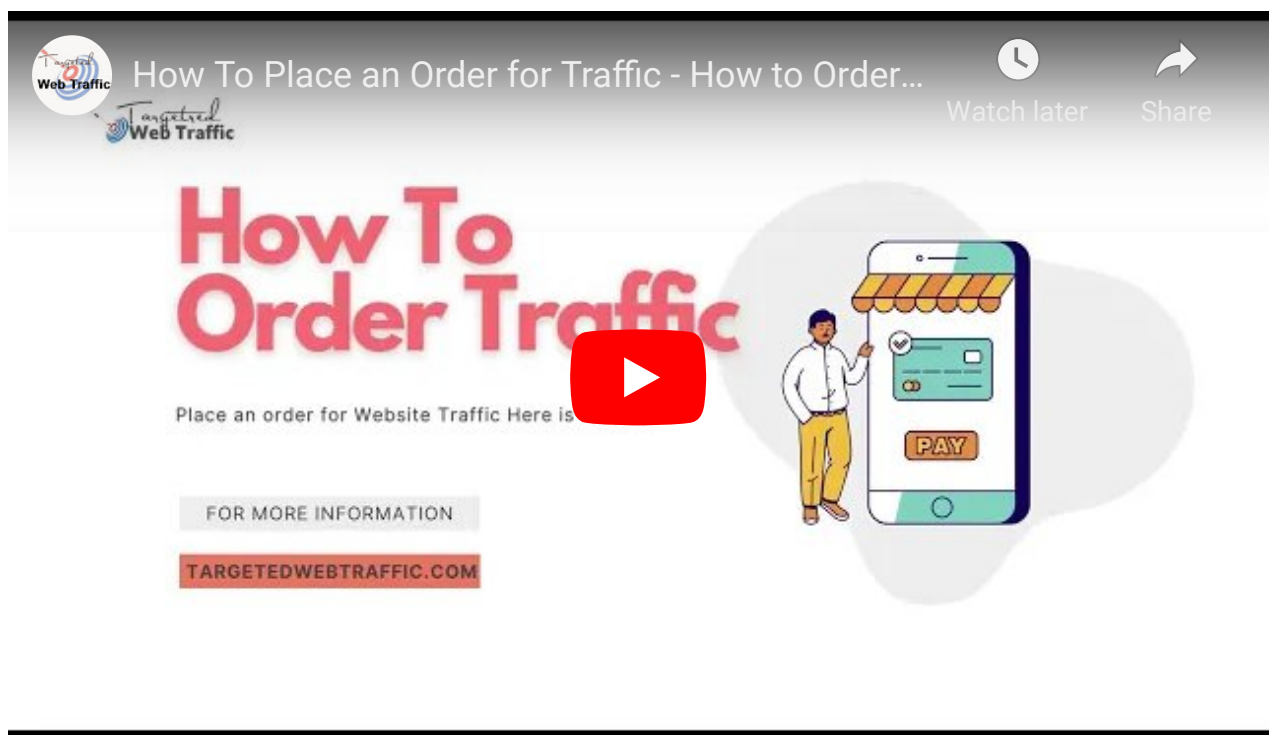 Targeted
Web Traffic
How To Place an Order for Traffic - How to Order...
Watch later
Share
Targetred
Web Traffic
How To
Order Traffic
Place an order for Website Traffic Here is
FOR MORE INFORMATION
TARGETEDWEBTRAFFIC.COM
PAY